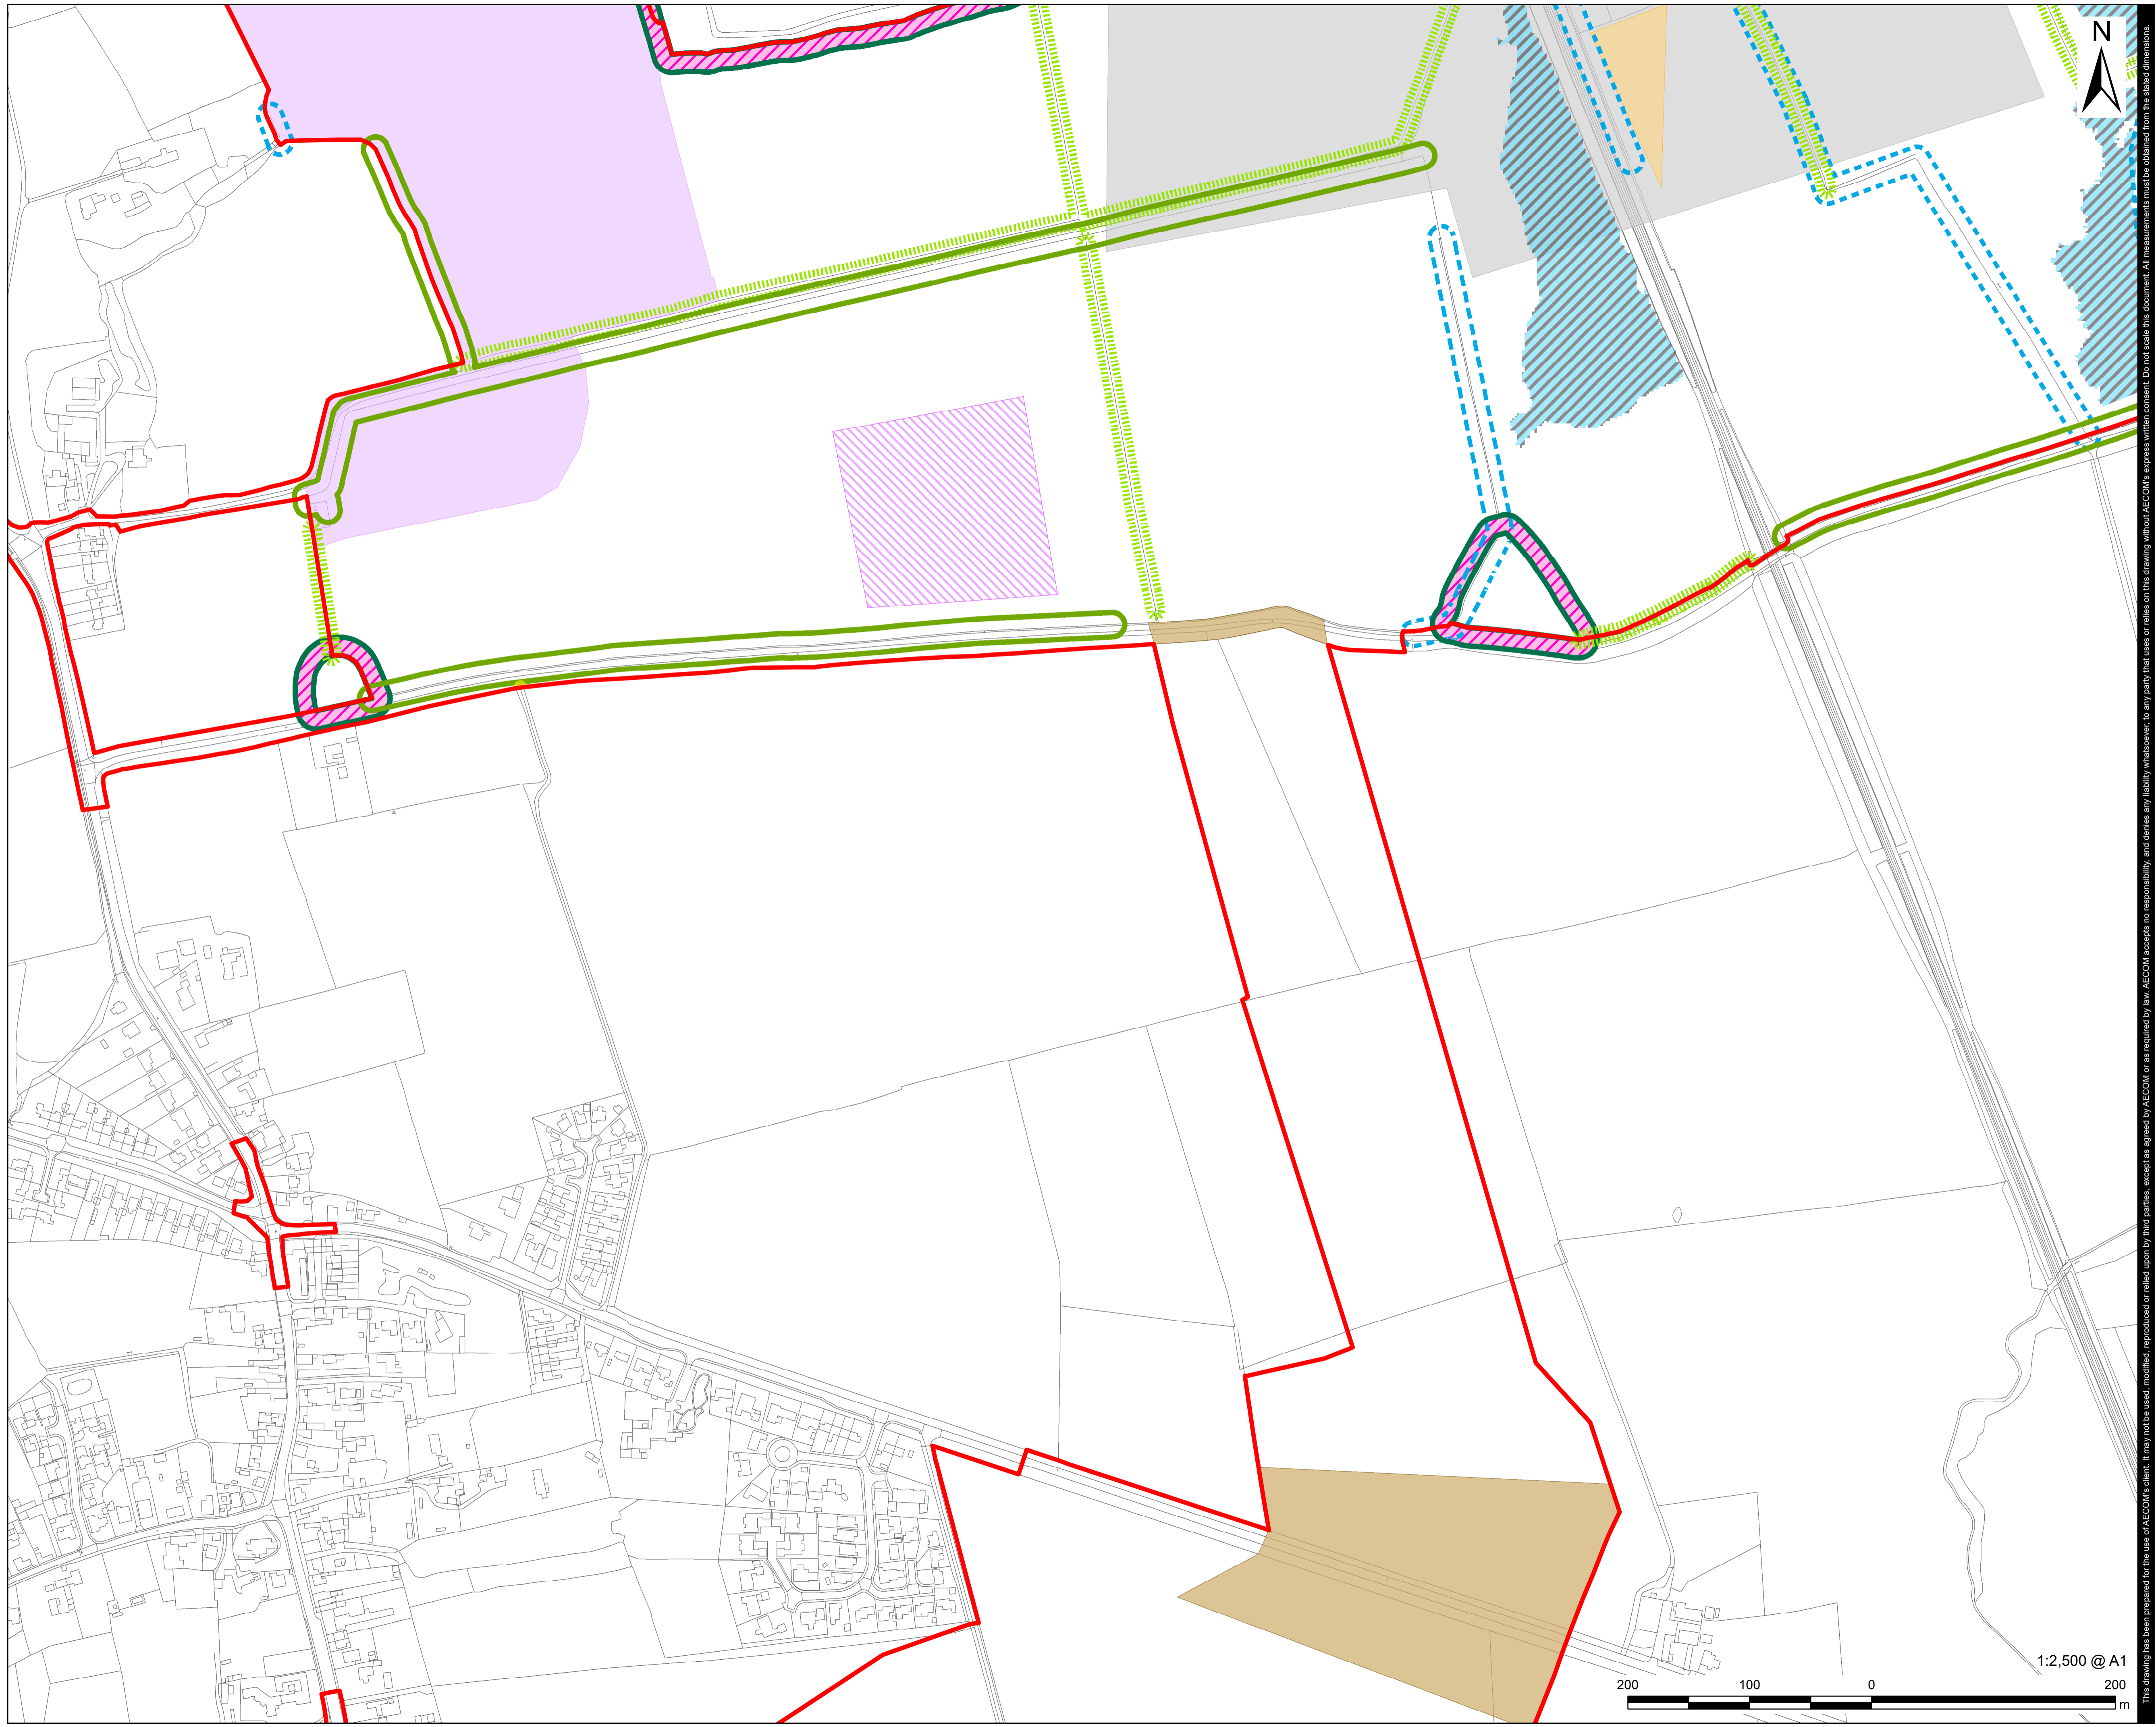 N
This drawing has been prepared for the use of AECOM's client. It may not be used, modified, reproduced or relied upon by third parties, except as agreed by AECOM or as required by law. AECOM accepts no responsibility, and denies any liability whatsoever, to any party that uses or relies on this drawing without AECOM's express written consent. Do not scale this document. All measurements must be obtained from the stated dimensions.
1:2,500 @ A1
200 100 0 200
m